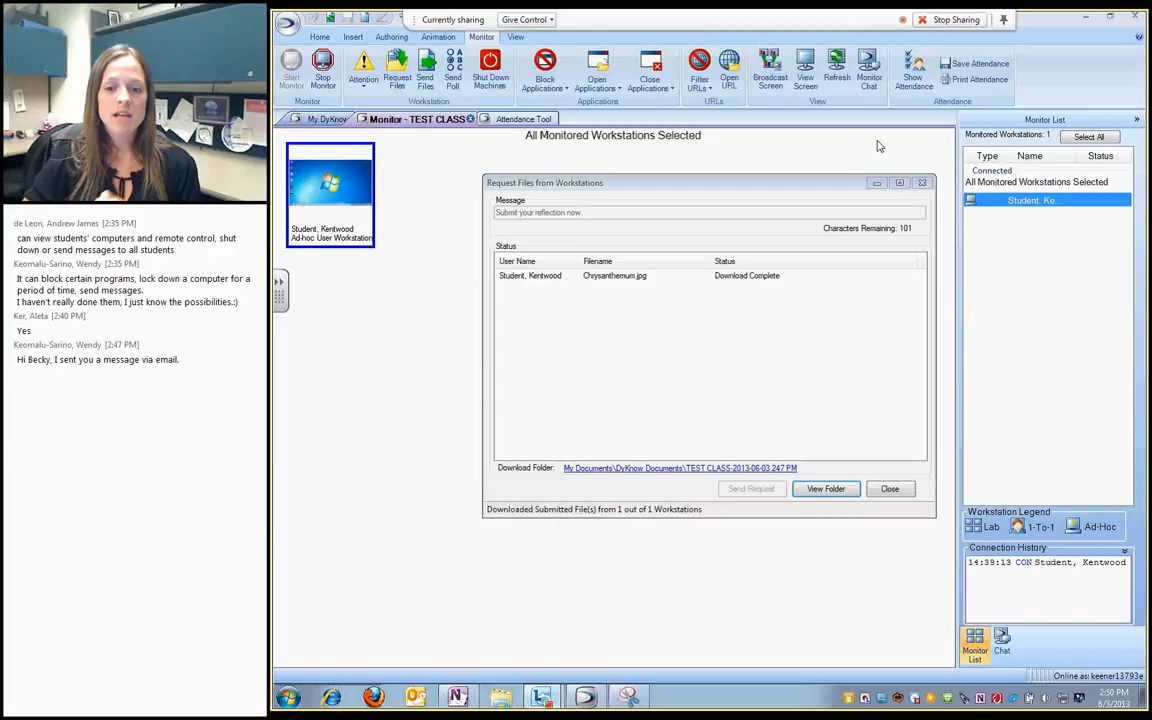 Currently sharing
Give Control
Stop Sharing
Home
Insert
Authoring
Animation
Monitor
View
Start Monitor
Stop Monitor
Attention
Request Files
Send Files
Send Poll
Shut Down Machines
Block Applications
Open Applications
Close Applications
Filter URLs
Open URL
Broadcast Screen
View Screen
Refresh
Monitor Chat
Show Attendance
Save Attendance
Print Attendance
Monitor
Workstation
Applications
URLs
View
Attendance
My DyKnow
Monitor - TEST CLASS
Attendance Tool
All Monitored Workstations Selected
Student, Kentwood
Ad-hoc User Workstation
Request Files from Workstations
Message
Submit your reflection now.
Characters Remaining: 101
Status
User Name Filename Status
Student, Kentwood Chrysanthemum.jpg Download Complete
Download Folder: My Documents\DyKnow Documents\TEST CLASS-2013-06-03 247 PM
Send Request
View Folder
Close
Downloaded Submitted File(s) from 1 out of 1 Workstations
Monitor List
Monitored Workstations: 1
Select All
Type Name Status
Connected
All Monitored Workstations Selected
Student, Ke...
Workstation Legend
Lab 1-To-1 Ad-Hoc
Connection History
14:39:13 CON Student, Kentwood
Monitor List
Chat
Online as: keener13793e
2:50 PM
6/3/2013
de Leon, Andrew James [2:35 PM]
can view students' computers and remote control, shut
down or send messages to all students
Keomalu-Sarino, Wendy [2:35 PM]
It can block certain programs, lock down a computer for a
period of time, send messages.
I haven't really done them, I just know the possibilities.:)
Ker, Aleta [2:40 PM]
Yes
Keomalu-Sarino, Wendy [2:47 PM]
Hi Becky, I sent you a message via email.